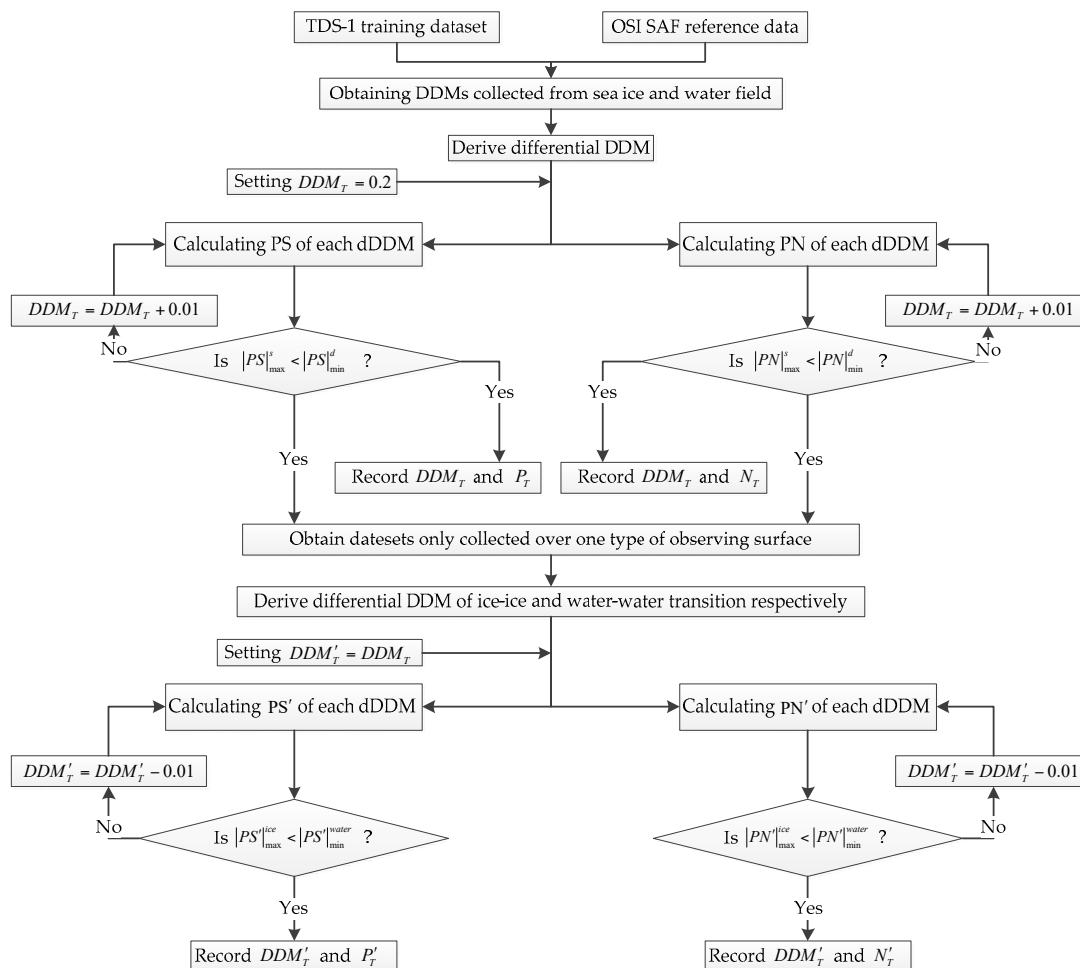 TDS-1 training dataset
OSI SAF reference data
Obtaining DDMs collected from sea ice and water field
Derive differential DDM
Setting DDM_T = 0.2
Calculating PS of each dDDM
Calculating PN of each dDDM
DDM_T = DDM_T + 0.01
DDM_T = DDM_T + 0.01
No
Is |PS|^s_max < |PS|^d_min ?
Is |PN|^s_max < |PN|^d_min ?
No
Yes
Yes
Yes
Yes
Record DDM_T and P_T
Record DDM_T and N_T
Obtain datesets only collected over one type of observing surface
Derive differential DDM of ice-ice and water-water transition respectively
Setting DDM'_T = DDM_T
Calculating PS' of each dDDM
Calculating PN' of each dDDM
DDM'_T = DDM'_T − 0.01
DDM'_T = DDM'_T − 0.01
No
Is |PS'|^ice_max < |PS'|^water_min ?
Is |PN'|^ice_max < |PN'|^water_min ?
No
Yes
Yes
Record DDM'_T and P'_T
Record DDM'_T and N'_T